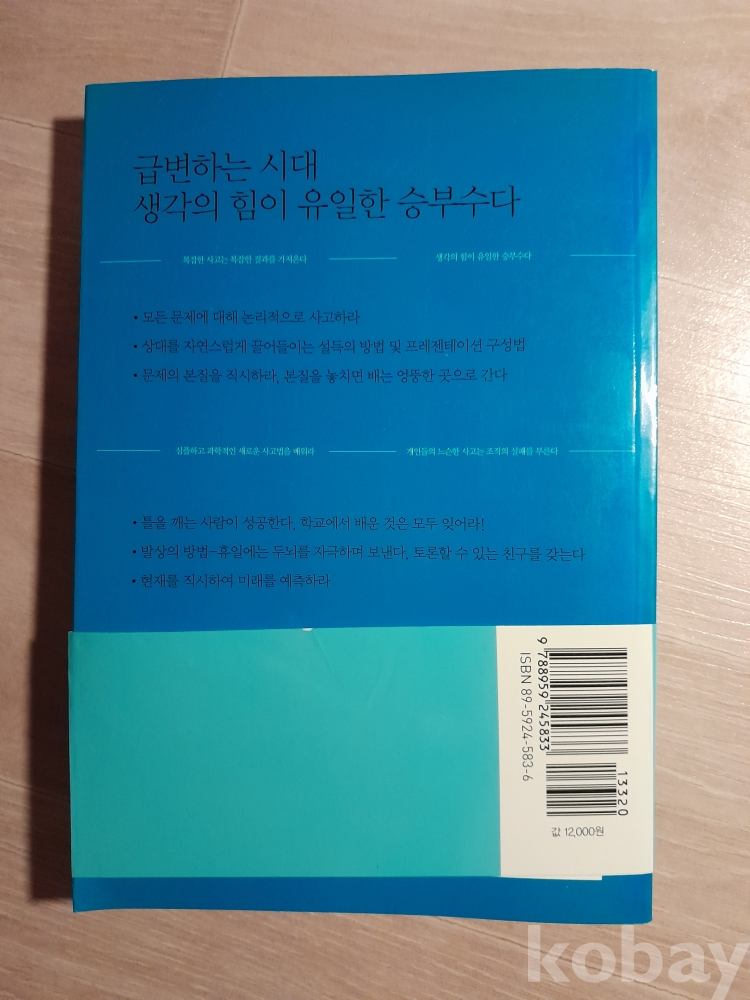 급변하는 시대
생각의 힘이 유일한 승부수다
복잡한 사고는 복잡한 결과를 가져온다
생각의 힘이 유일한 승부수다
• 모든 문제에 대해 논리적으로 사고하라
• 상대를 자연스럽게 끌어들이는 설득의 방법 및 프레젠테이션 구성법
• 문제의 본질을 직시하라, 본질을 놓치면 배는 엉뚱한 곳으로 간다
심플하고 과학적인 새로운 사고법을 배워라
개인들의 느슨한 사고는 조직의 실패를 부른다
• 틀을 깨는 사람이 성공한다, 학교에서 배운 것은 모두 잊어라!
• 발상의 방법-휴일에는 두뇌를 자극하며 보낸다, 토론할 수 있는 친구를 갖는다
• 현재를 직시하여 미래를 예측하라
9 788959 245833
ISBN 89-5924-583-6
13320
값 12,000원
kobay